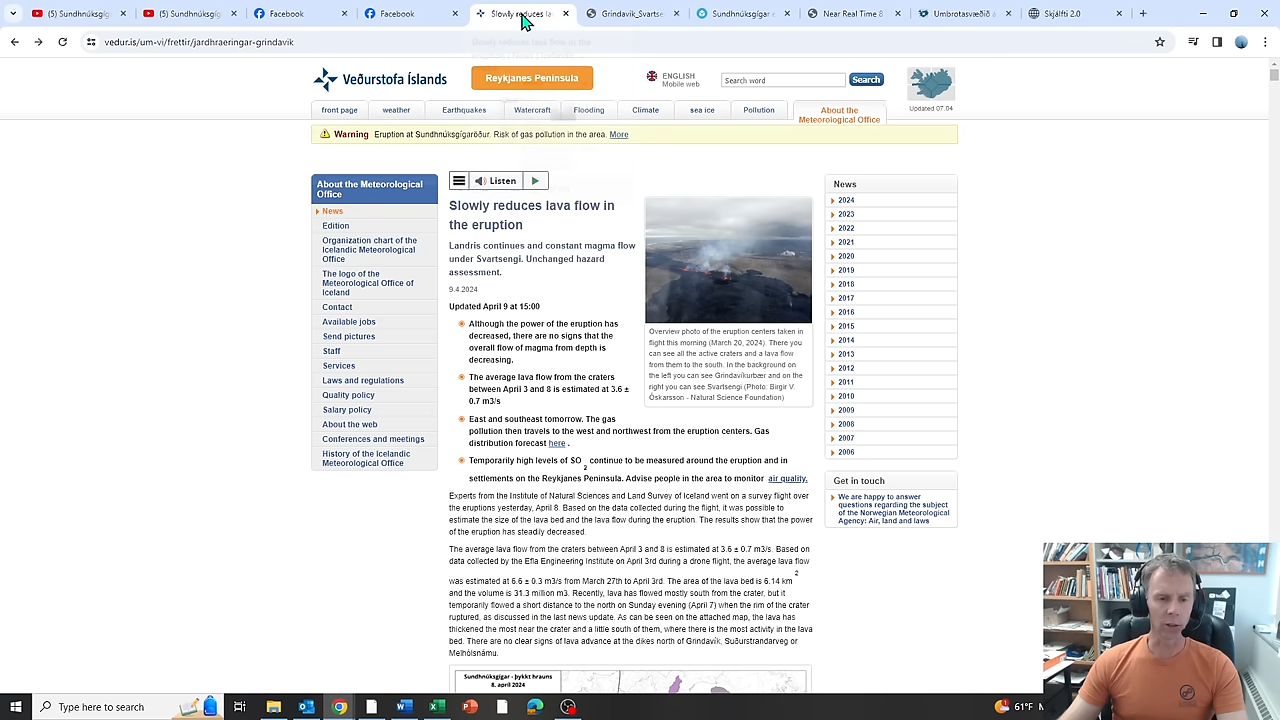 (5) Sundhnúksgí
(5) Sundhnúksgí
Facebook
Facebook
Slowly reduces la
Grindavik_Svartse
Sundhnúksgígar e
Near Real Time 8
Umbrotasvæðið á
Skjálfti 2.0
vedur.is/um-vi/frettir/jardhraeringar-grindavik
Veðurstofa Íslands
Reykjanes Peninsula
ENGLISH
Mobile web
Search word
Search
Updated 07.04
front page
weather
Earthquakes
Watercraft
Flooding
Climate
sea ice
Pollution
About the
Meteorological Office
Warning Eruption at Sundhnúksgígaröður. Risk of gas pollution in the area. More
About the Meteorological
Office
News
Edition
Organization chart of the
Icelandic Meteorological
Office
The logo of the
Meteorological Office of
Iceland
Contact
Available jobs
Send pictures
Staff
Services
Laws and regulations
Quality policy
Salary policy
About the web
Conferences and meetings
History of the Icelandic
Meteorological Office
Listen
Slowly reduces lava flow in
the eruption
Landris continues and constant magma flow
under Svartsengi. Unchanged hazard
assessment.
9.4.2024
Updated April 9 at 15:00
Although the power of the eruption has
decreased, there are no signs that the
overall flow of magma from depth is
decreasing.
The average lava flow from the craters
between April 3 and 8 is estimated at 3.6 ±
0.7 m3/s
East and southeast tomorrow. The gas
pollution then travels to the west and northwest from the eruption centers. Gas
distribution forecast here .
Temporarily high levels of SO 2 continue to be measured around the eruption and in
settlements on the Reykjanes Peninsula. Advise people in the area to monitor air quality.
Overview photo of the eruption centers taken in
flight this morning (March 20, 2024). There you
can see all the active craters and a lava flow
from them to the south. In the background on
the left you can see Grindavíkurbær and on the
right you can see Svartsengi (Photo: Birgir V.
Óskarsson - Natural Science Foundation)
Experts from the Institute of Natural Sciences and Land Survey of Iceland went on a survey flight over
the eruptions yesterday, April 8. Based on the data collected during the flight, it was possible to
estimate the size of the lava bed and the lava flow during the eruption. The results show that the power
of the eruption has steadily decreased.
The average lava flow from the craters between April 3 and 8 is estimated at 3.6 ± 0.7 m3/s. Based on
data collected by the Efla Engineering Institute on April 3rd during a drone flight, the average lava flow
was estimated at 6.6 ± 0.3 m3/s from March 27th to April 3rd. The area of the lava bed is 6.14 km 2
and the volume is 31.3 million m3. Recently, lava has flowed mostly south from the crater, but it
temporarily flowed a short distance to the north on Sunday evening (April 7) when the rim of the crater
ruptured, as discussed in the last news update. As can be seen on the attached map, the lava has
thickened the most near the crater and a little south of them, where there is the most activity in the lava
bed. There are no clear signs of lava advance at the dikes north of Grindavík, Suðurstrandarveg or
Melhólsnámu.
Sundhnúksgígar - þykkt hrauns
8. apríl 2024
News
2024
2023
2022
2021
2020
2019
2018
2017
2016
2015
2014
2013
2012
2011
2010
2009
2008
2007
2006
Get in touch
We are happy to answer
questions regarding the subject
of the Norwegian Meteorological
Agency: Air, land and laws
Type here to search
61°F